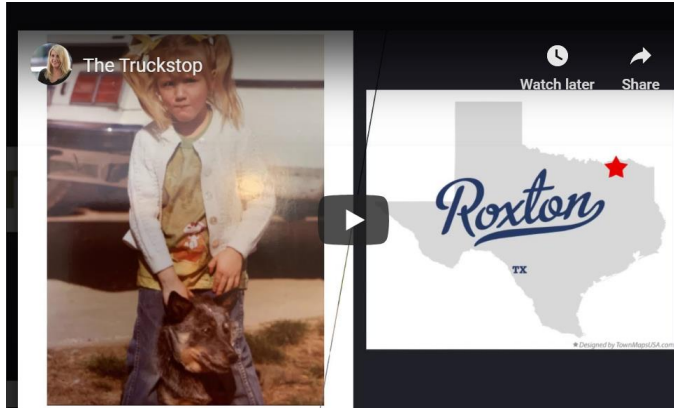 The Truckstop
Watch later
Share
Roxton
TX
Designed by TownMapsUSA.com